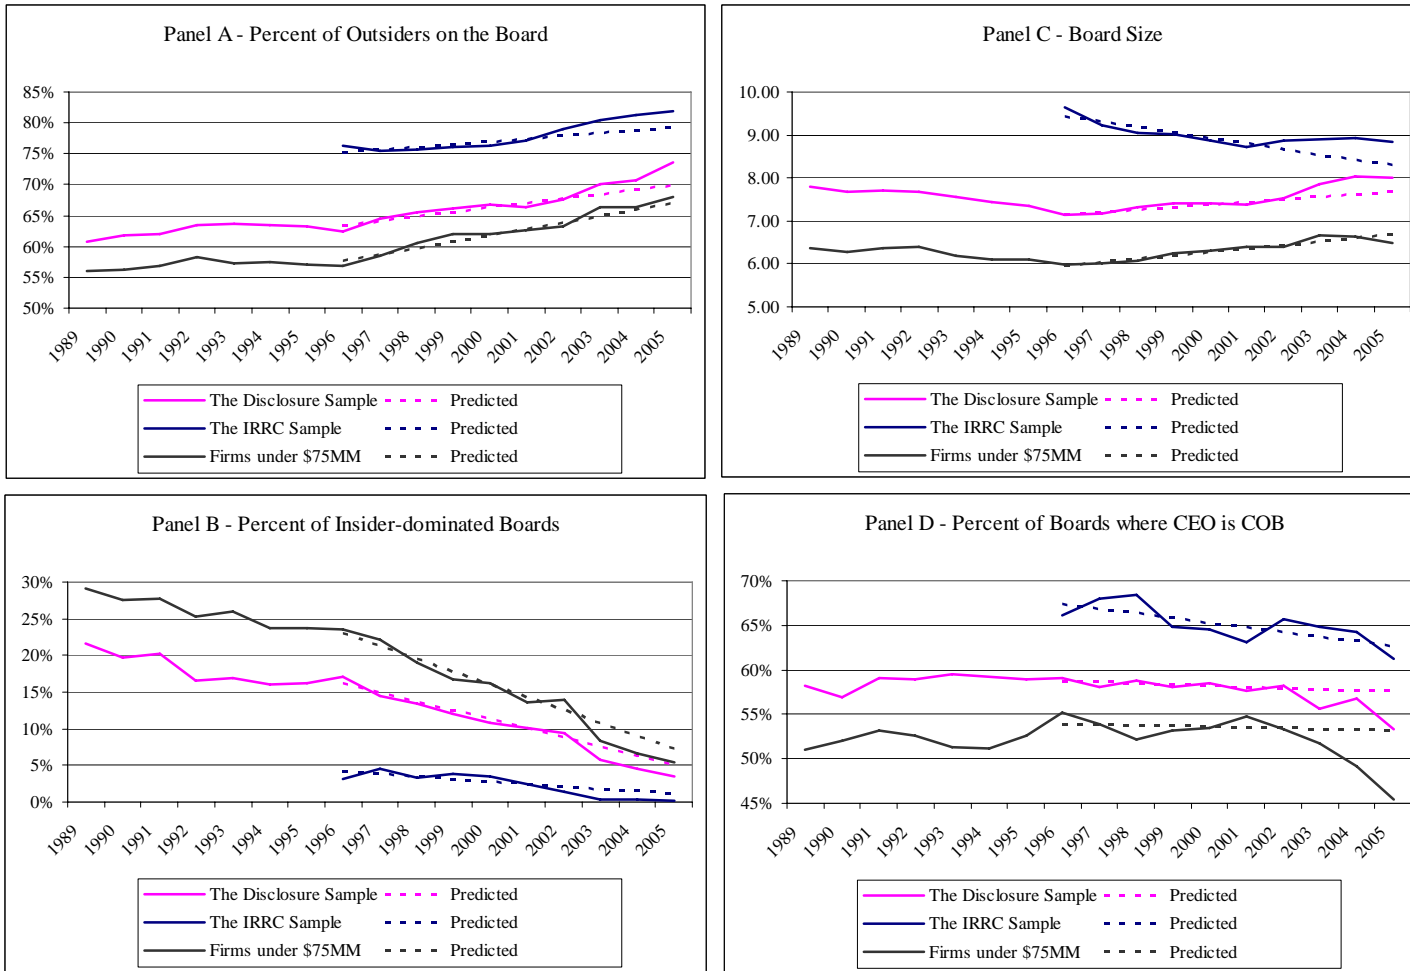 Panel A - Percent of Outsiders on the Board
85%
80%
75%
70%
65%
60%
55%
50%
1989 1990 1991 1992 1993 1994 1995 1996 1997 1998 1999 2000 2001 2002 2003 2004 2005
The Disclosure Sample Predicted
The IRRC Sample Predicted
Firms under $75MM Predicted
Panel C - Board Size
10.00
9.00
8.00
7.00
6.00
5.00
1989 1990 1991 1992 1993 1994 1995 1996 1997 1998 1999 2000 2001 2002 2003 2004 2005
The Disclosure Sample Predicted
The IRRC Sample Predicted
Firms under $75MM Predicted
Panel B - Percent of Insider-dominated Boards
30%
25%
20%
15%
10%
5%
0%
1989 1990 1991 1992 1993 1994 1995 1996 1997 1998 1999 2000 2001 2002 2003 2004 2005
The Disclosure Sample Predicted
The IRRC Sample Predicted
Firms under $75MM Predicted
Panel D - Percent of Boards where CEO is COB
70%
65%
60%
55%
50%
45%
1989 1990 1991 1992 1993 1994 1995 1996 1997 1998 1999 2000 2001 2002 2003 2004 2005
The Disclosure Sample Predicted
The IRRC Sample Predicted
Firms under $75MM Predicted